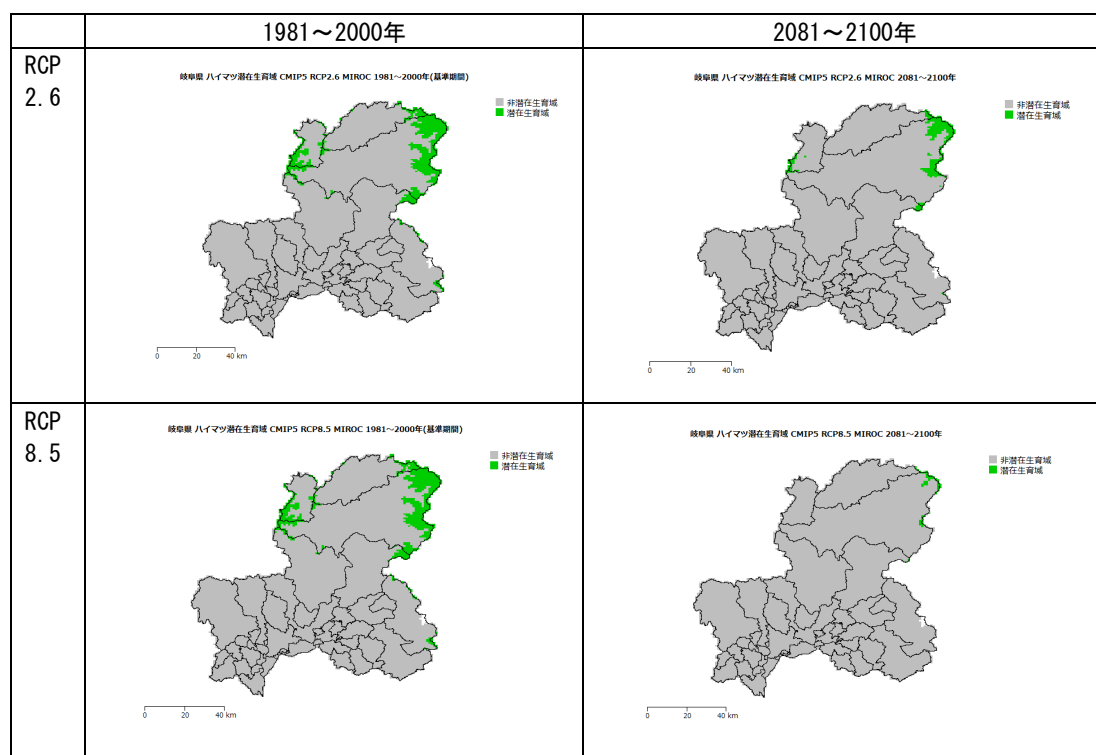 1981～2000年
2081～2100年
RCP
2.6
岐阜県 ハイマツ潜在生育域 CMIP5 RCP2.6 MIROC 1981～2000年(基準期間)
非潜在生育域
潜在生育域
0 20 40 km
岐阜県 ハイマツ潜在生育域 CMIP5 RCP2.6 MIROC 2081～2100年
非潜在生育域
潜在生育域
0 20 40 km
RCP
8.5
岐阜県 ハイマツ潜在生育域 CMIP5 RCP8.5 MIROC 1981～2000年(基準期間)
非潜在生育域
潜在生育域
0 20 40 km
岐阜県 ハイマツ潜在生育域 CMIP5 RCP8.5 MIROC 2081～2100年
非潜在生育域
潜在生育域
0 20 40 km